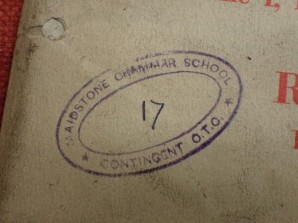 MAIDSTONE GRAMMAR SCHOOL
17
CONTINGENT O.T.C.
R